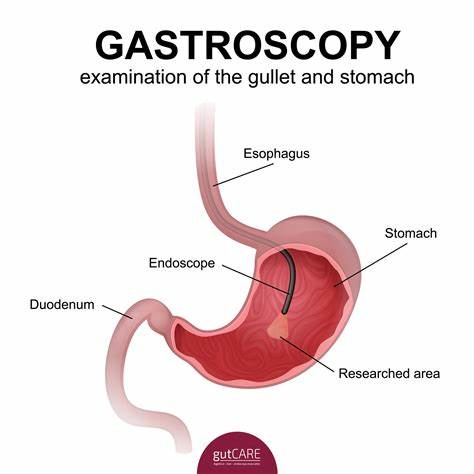 GASTROSCOPY
examination of the gullet and stomach
Esophagus
Stomach
Endoscope
Duodenum
Researched area
gutCARE